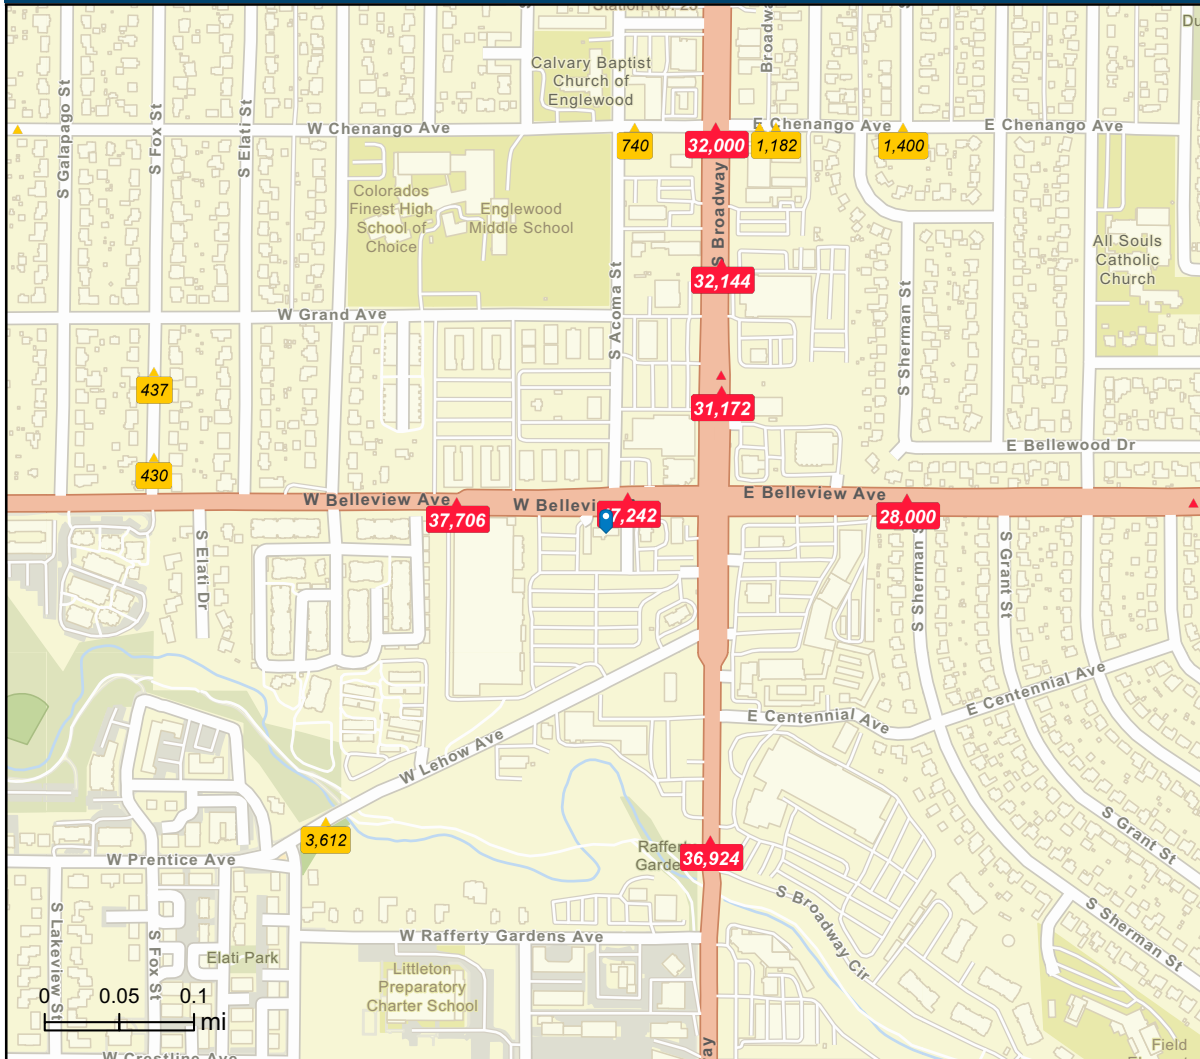 Calvary Baptist
Church of
Englewood
Broadway
W Chenango Ave
E Chenango Ave
E Chenango Ave
740
32,000
1,182
1,400
S Galapago St
S Fox St
S Elati St
Colorados
Finest High
School of
Choice
Englewood
Middle School
S Broadway
All Souls
Catholic
Church
32,144
S Acoma St
S Sherman St
W Grand Ave
437
31,172
430
E Bellewood Dr
W Belleview Ave
W Bellevi
E Belleview Ave
37,706
7,242
28,000
S Elati Dr
S Sherman S
S Grant St
E Centennial Ave
E Centennial Ave
W Lehow Ave
3,612
S Grant St
Raffert
Garde
36,924
W Prentice Ave
S Lakeview St
S Fox St
S Broadway Cir
S Sherman St
W Rafferty Gardens Ave
Elati Park
Littleton
Preparatory
Charter School
0 0.05 0.1
mi
Field
W Crestline Ave
way